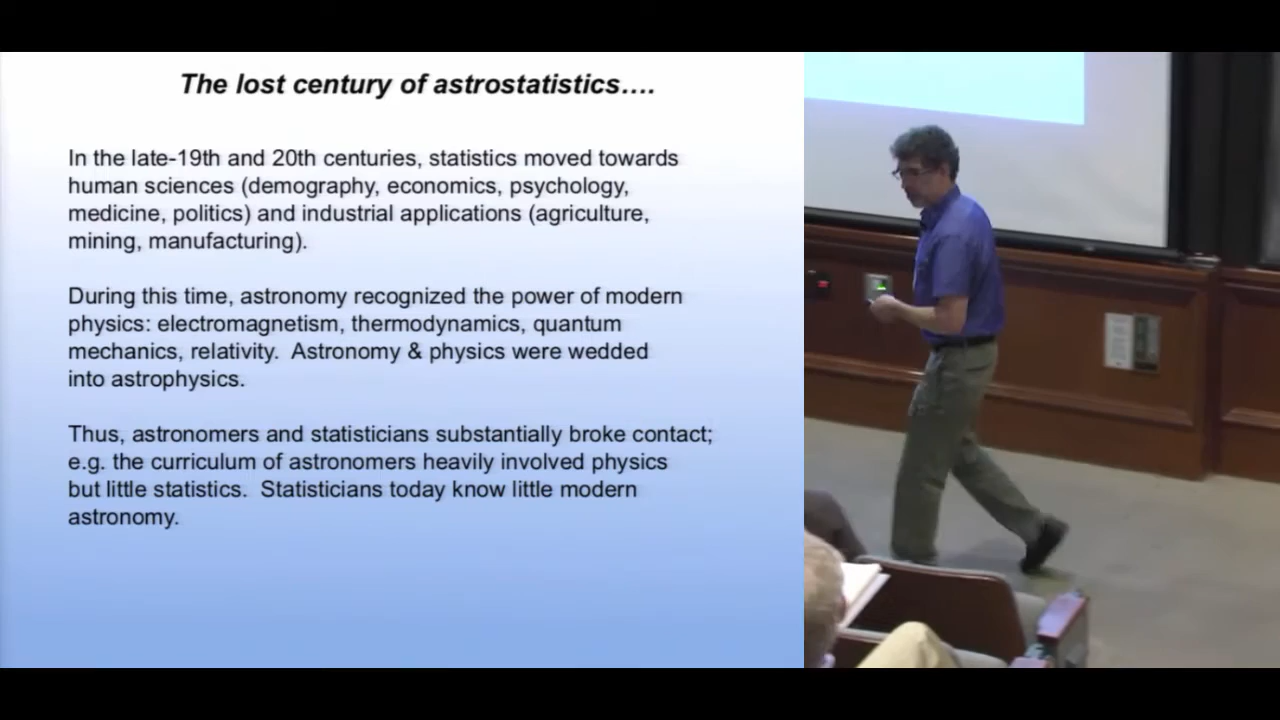 The lost century of astrostatistics....
In the late-19th and 20th centuries, statistics moved towards
human sciences (demography, economics, psychology,
medicine, politics) and industrial applications (agriculture,
mining, manufacturing).
During this time, astronomy recognized the power of modern
physics: electromagnetism, thermodynamics, quantum
mechanics, relativity.  Astronomy & physics were wedded
into astrophysics.
Thus, astronomers and statisticians substantially broke contact;
e.g. the curriculum of astronomers heavily involved physics
but little statistics.  Statisticians today know little modern
astronomy.